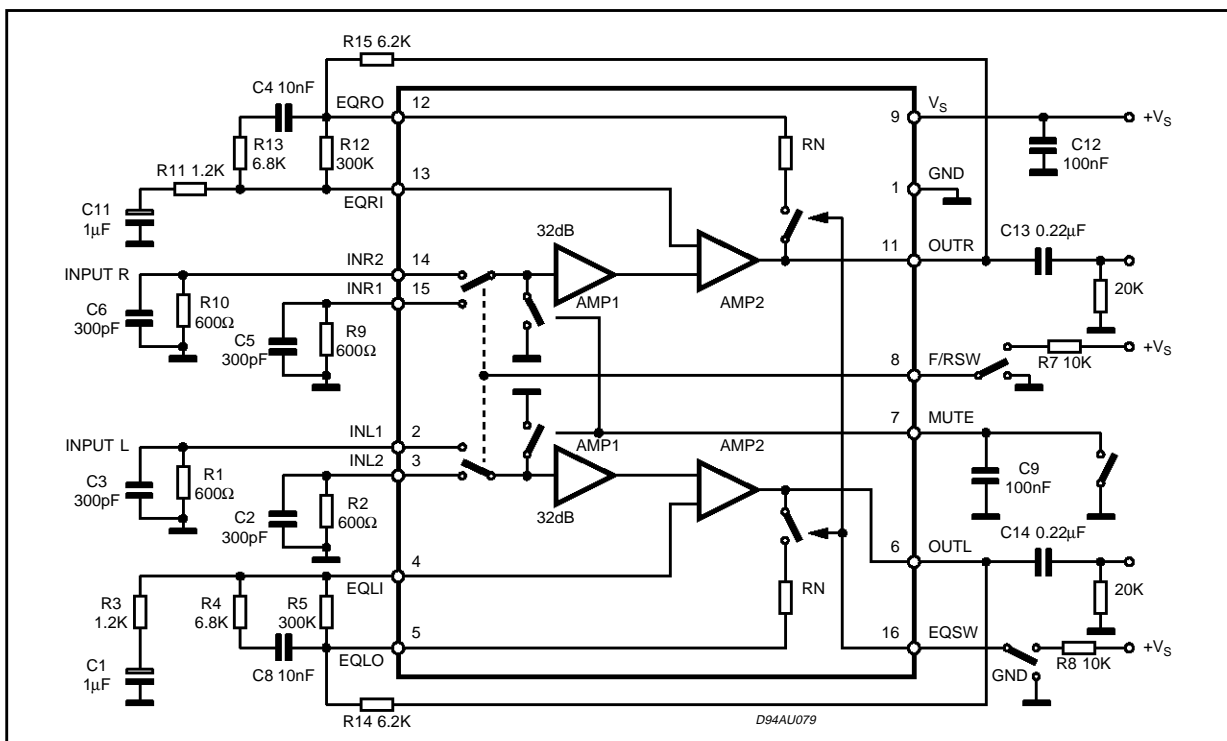 R15 6.2K
C4 10nF
EQRO
12
R13
6.8K
R12
300K
R11 1.2K
13
EQRI
C11
1µF
RN
VS
9
+VS
C12
100nF
GND
1
C13 0.22µF
11
OUTR
20K
32dB
AMP1
AMP2
INPUT R
INR2
14
INR1
15
C6
300pF
R10
600Ω
C5
300pF
R9
600Ω
+VS
8
F/RSW
R7 10K
7
MUTE
C9
100nF
INPUT L
INL1
2
INL2
3
C3
300pF
R1
600Ω
C2
300pF
R2
600Ω
AMP1
AMP2
32dB
C14 0.22µF
6
OUTL
20K
EQLI
4
R3
1.2K
R4
6.8K
R5
300K
RN
EQLO
5
C1
1µF
C8 10nF
16
EQSW
+VS
R8 10K
GND
R14 6.2K
D94AU079